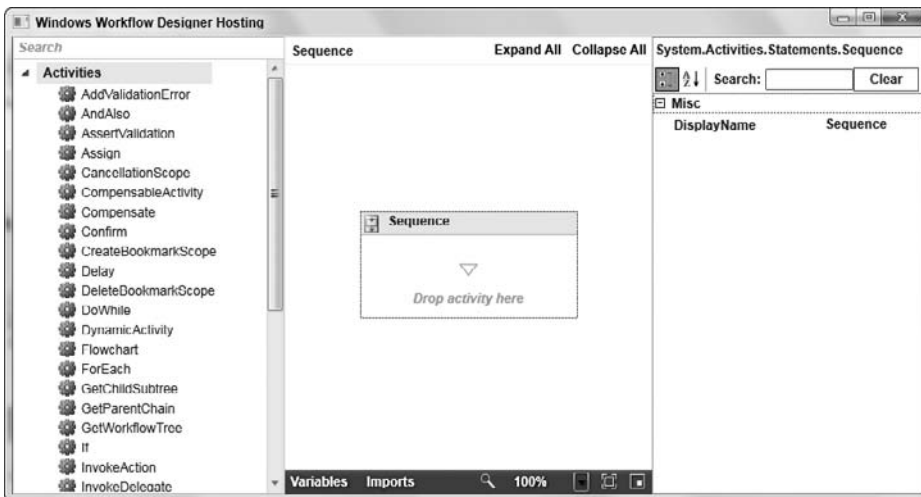 Windows Workflow Designer Hosting
Search
Activities
AddValidationError
AndAlso
AssertValidation
Assign
CancellationScope
CompensableActivity
Compensate
Confirm
CreateBookmarkScope
Delay
DeleteBookmarkScope
DoWhile
DynamicActivity
Flowchart
ForEach
GetChildSubtree
GetParentChain
GetWorkflowTree
If
InvokeAction
InvokeDelegate
Sequence
Expand All Collapse All
Sequence
Drop activity here
Variables Imports 100%
System.Activities.Statements.Sequence
Search: Clear
Misc
DisplayName Sequence